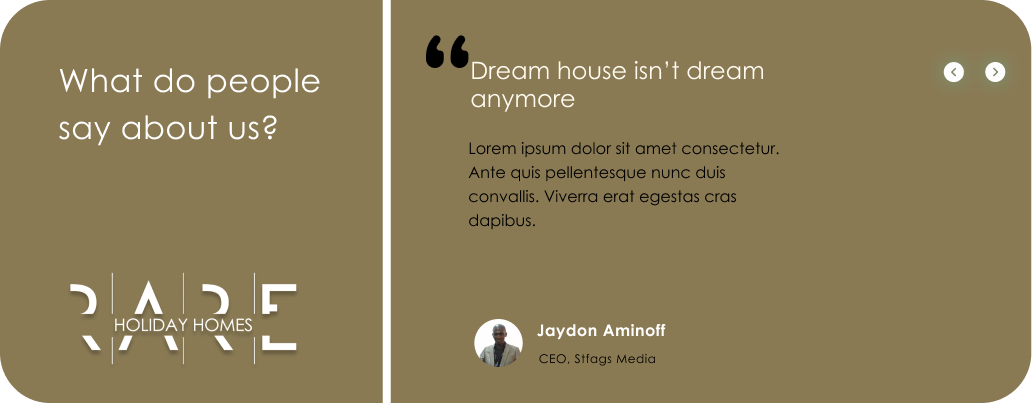 What do people
say about us?
RARE
HOLIDAY HOMES
“Dream house isn’t dream
anymore
Lorem ipsum dolor sit amet consectetur.
Ante quis pellentesque nunc duis
convallis. Viverra erat egestas cras
dapibus.
Jaydon Aminoff
CEO, Stfags Media